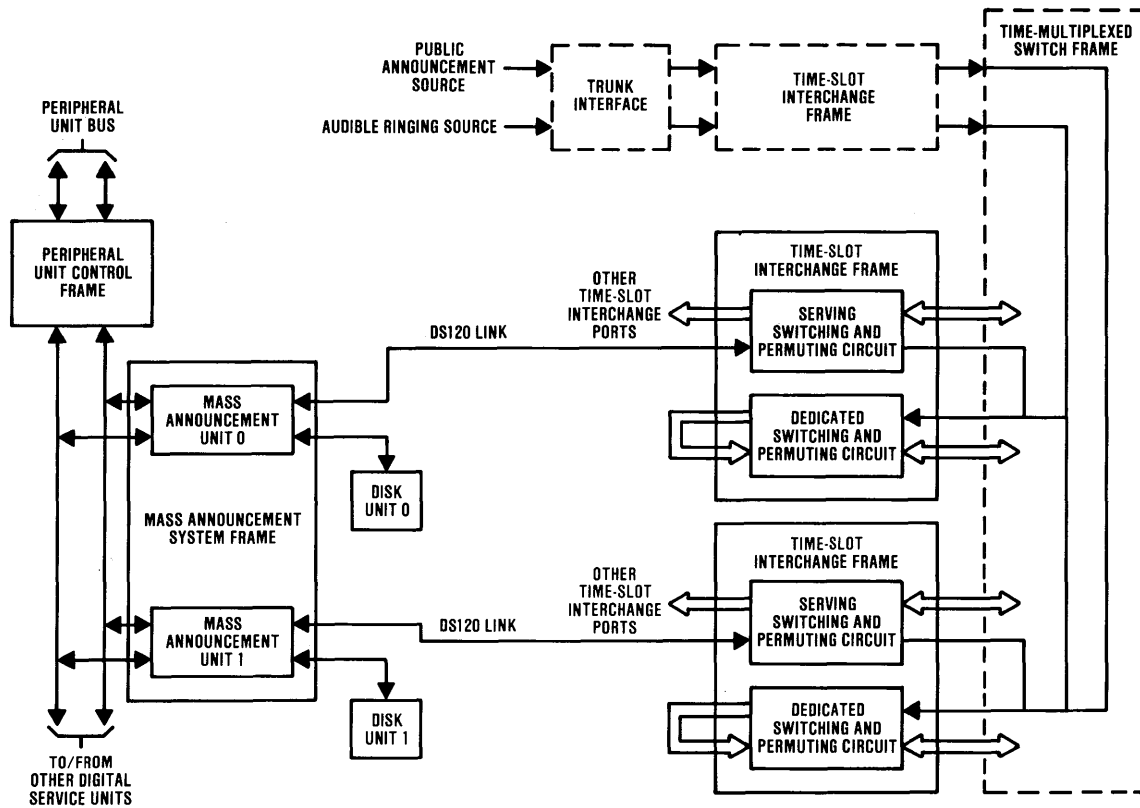 PUBLIC
ANNOUNCEMENT
SOURCE
AUDIBLE RINGING SOURCE
TRUNK
INTERFACE
TIME-SLOT
INTERCHANGE
FRAME
TIME-MULTIPLEXED
SWITCH FRAME
PERIPHERAL
UNIT BUS
PERIPHERAL
UNIT CONTROL
FRAME
MASS
ANNOUNCEMENT
UNIT 0
DISK
UNIT 0
MASS ANNOUNCEMENT
SYSTEM FRAME
MASS
ANNOUNCEMENT
UNIT 1
DISK
UNIT 1
TO/FROM
OTHER DIGITAL
SERVICE UNITS
DS120 LINK
OTHER
TIME-SLOT
INTERCHANGE
PORTS
TIME-SLOT
INTERCHANGE FRAME
SERVING
SWITCHING AND
PERMUTING CIRCUIT
DEDICATED
SWITCHING AND
PERMUTING CIRCUIT
DS120 LINK
OTHER
TIME-SLOT
INTERCHANGE
PORTS
TIME-SLOT
INTERCHANGE FRAME
SERVING
SWITCHING AND
PERMUTING CIRCUIT
DEDICATED
SWITCHING AND
PERMUTING CIRCUIT